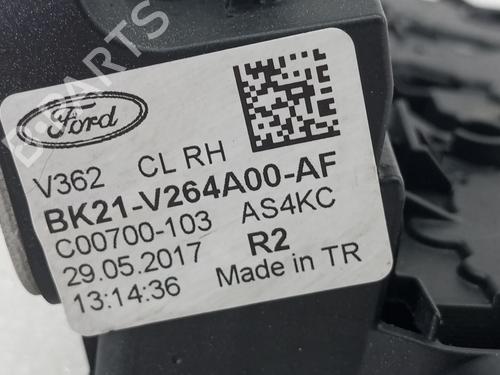 Ford
V362 CL RH
BK21-V264A00-AF
C00700-103 AS4KC
29.05.2017 R2
13:14:36 Made in TR